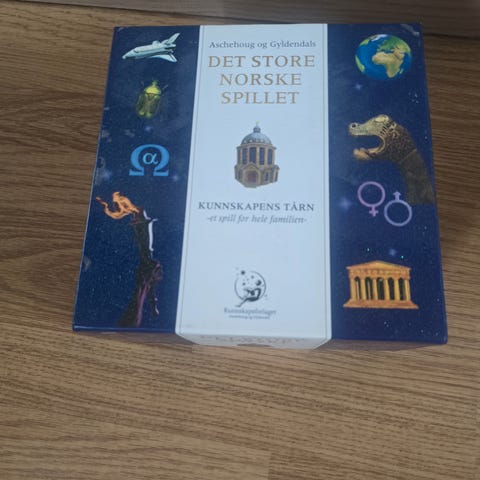 Aschehoug og Gyldendals
DET STORE
NORSKE
SPILLET
α
Ω
KUNNSKAPENS TÅRN
-et spill for hele familien-
Kunnskapsforlaget